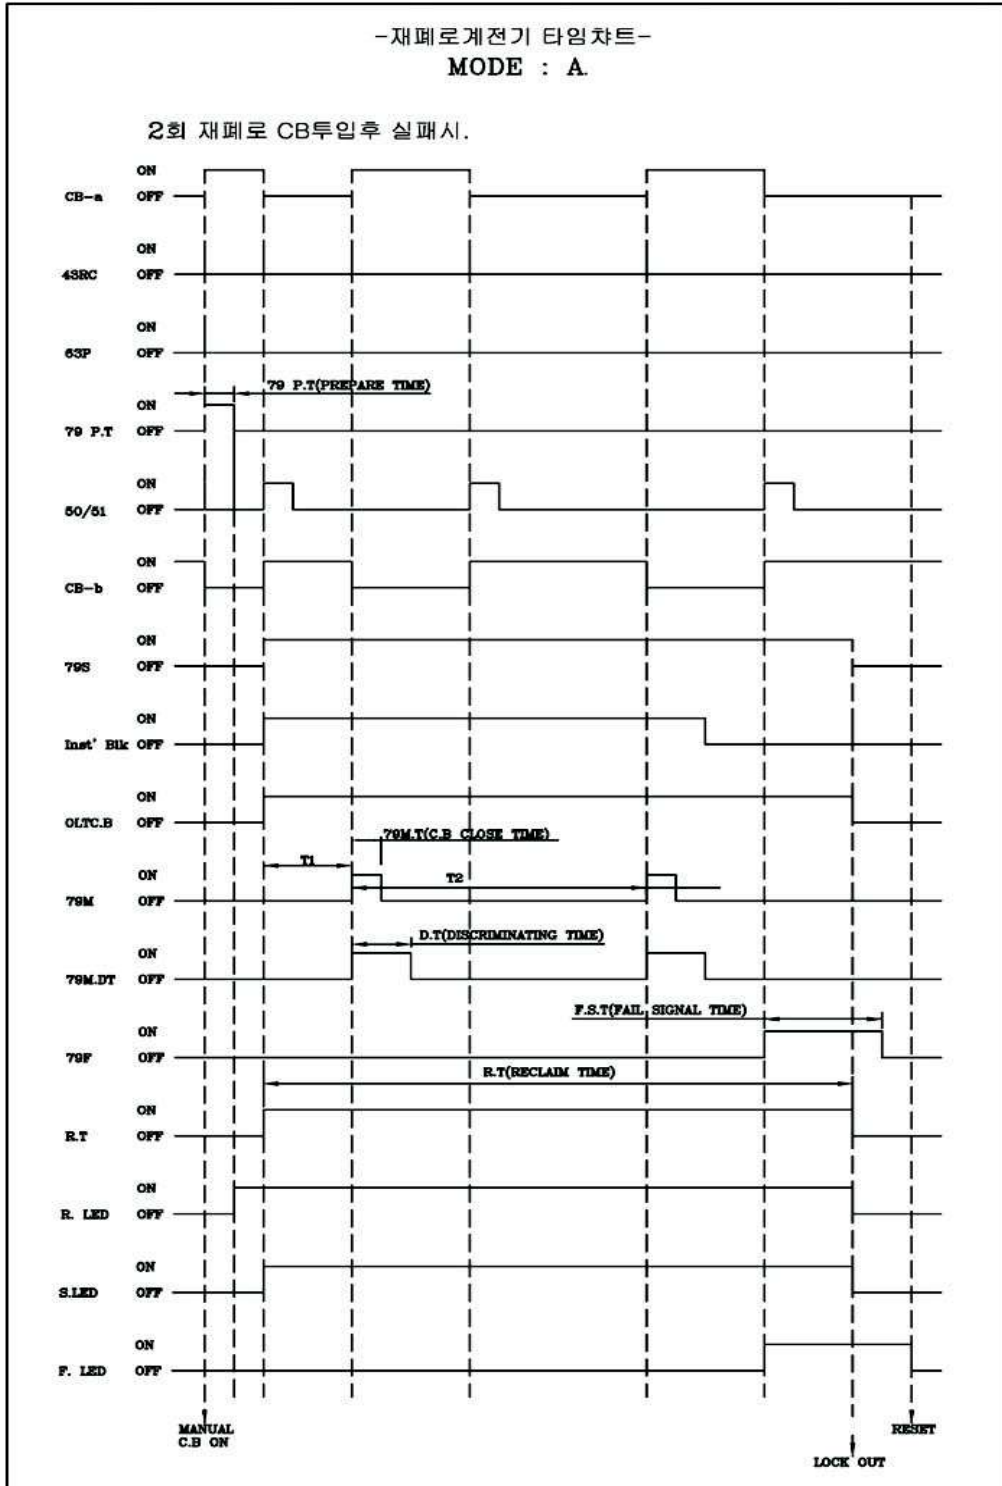 -재폐로계전기 타임챠트-
MODE : A.
2회 재폐로 CB투입후 실패시.
ON
CB-a OFF
ON
43RC OFF
ON
63P OFF
79 P.T(PREPARE TIME)
ON
79 P.T OFF
ON
50/51 OFF
ON
CB-b OFF
ON
79S OFF
ON
Inst' Blk OFF
ON
OLTC.B OFF
79M.T(C.B CLOSE TIME)
T1
ON
T2
79M OFF
D.T(DISCRIMINATING TIME)
ON
79M.DT OFF
F.S.T(FAIL SIGNAL TIME)
ON
79F OFF
R.T(RECLAIM TIME)
ON
R.T OFF
ON
R. LED OFF
ON
S.LED OFF
ON
F. LED OFF
MANUAL
C.B ON
RESET
LOCK OUT